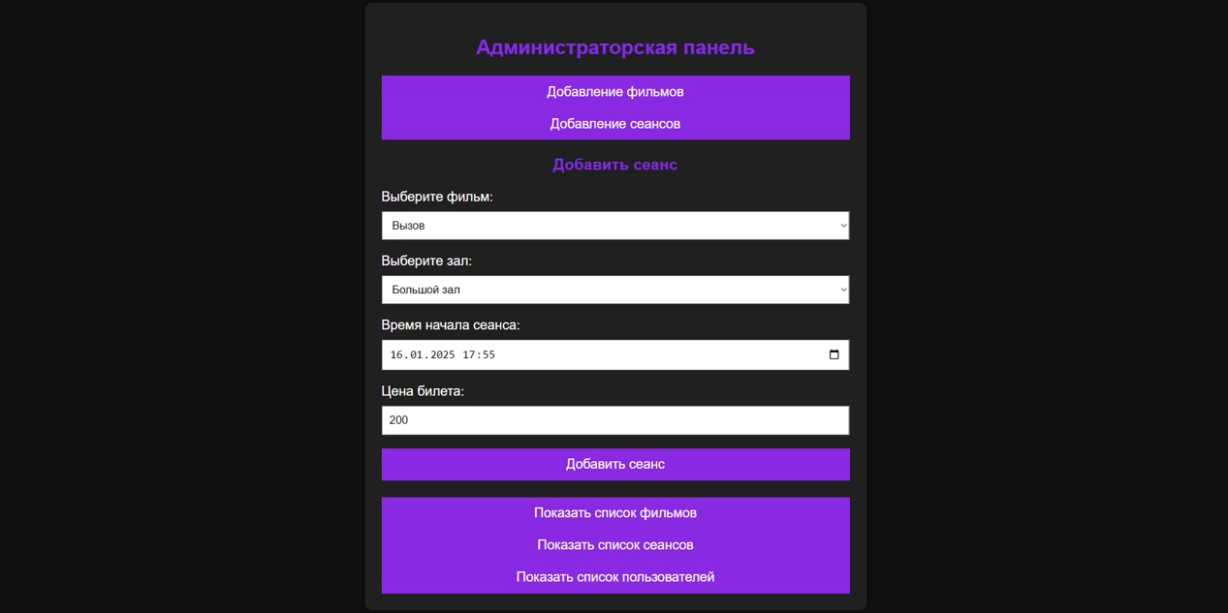 Администраторская панель
Добавление фильмов
Добавление сеансов
Добавить сеанс
Выберите фильм:
Вызов
Выберите зал:
Большой зал
Время начала сеанса:
16.01.2025 17:55
Цена билета:
200
Добавить сеанс
Показать список фильмов
Показать список сеансов
Показать список пользователей